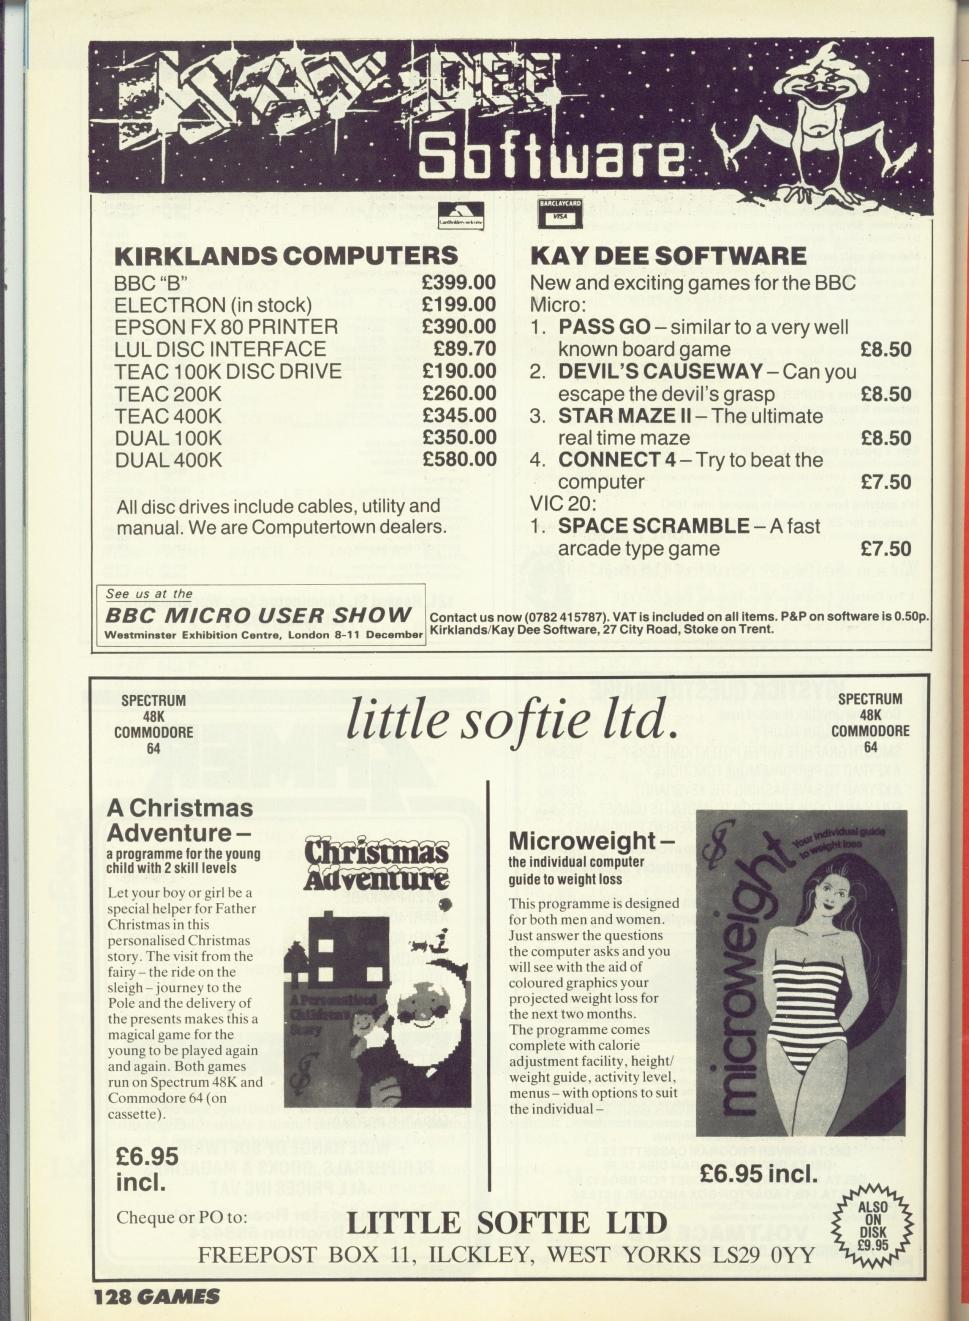 KAY DEE
Software
BARCLAYCARD
VISA
KIRKLANDS COMPUTERS
BBC “B” £399.00
ELECTRON (in stock) £199.00
EPSON FX 80 PRINTER £390.00
LUL DISC INTERFACE £89.70
TEAC 100K DISC DRIVE £190.00
TEAC 200K £260.00
TEAC 400K £345.00
DUAL 100K £350.00
DUAL 400K £580.00
All disc drives include cables, utility and
manual. We are Computertown dealers.
KAY DEE SOFTWARE
New and exciting games for the BBC
Micro:
1. PASS GO – similar to a very well
known board game £8.50
2. DEVIL'S CAUSEWAY – Can you
escape the devil's grasp £8.50
3. STAR MAZE II – The ultimate
real time maze £8.50
4. CONNECT 4 – Try to beat the
computer £7.50
VIC 20:
1. SPACE SCRAMBLE – A fast
arcade type game £7.50
See us at the
BBC MICRO USER SHOW
Westminster Exhibition Centre, London 8–11 December
Contact us now (0782 415787). VAT is included on all items. P&P on software is 0.50p.
Kirklands/Kay Dee Software, 27 City Road, Stoke on Trent.
SPECTRUM
48K
COMMODORE
64
little softie ltd.
SPECTRUM
48K
COMMODORE
64
A Christmas
Adventure –
a programme for the young
child with 2 skill levels
Let your boy or girl be a
special helper for Father
Christmas in this
personalised Christmas
story. The visit from the
fairy – the ride on the
sleigh – journey to the
Pole and the delivery of
the presents makes this a
magical game for the
young to be played again
and again. Both games
run on Spectrum 48K and
Commodore 64 (on
cassette).
£6.95
incl.
Christmas
Adventure
A Personalised
Children's
Story
Microweight –
the individual computer
guide to weight loss
This programme is designed
for both men and women.
Just answer the questions
the computer asks and you
will see with the aid of
coloured graphics your
projected weight loss for
the next two months.
The programme comes
complete with calorie
adjustment facility, height/
weight guide, activity level,
menus – with options to suit
the individual –
microweight
Your individual guide
to weight loss
£6.95 incl.
ALSO
ON
DISK
£9.95
Cheque or PO to:
LITTLE SOFTIE LTD
FREEPOST BOX 11, ILCKLEY, WEST YORKS LS29 0YY
128 GAMES